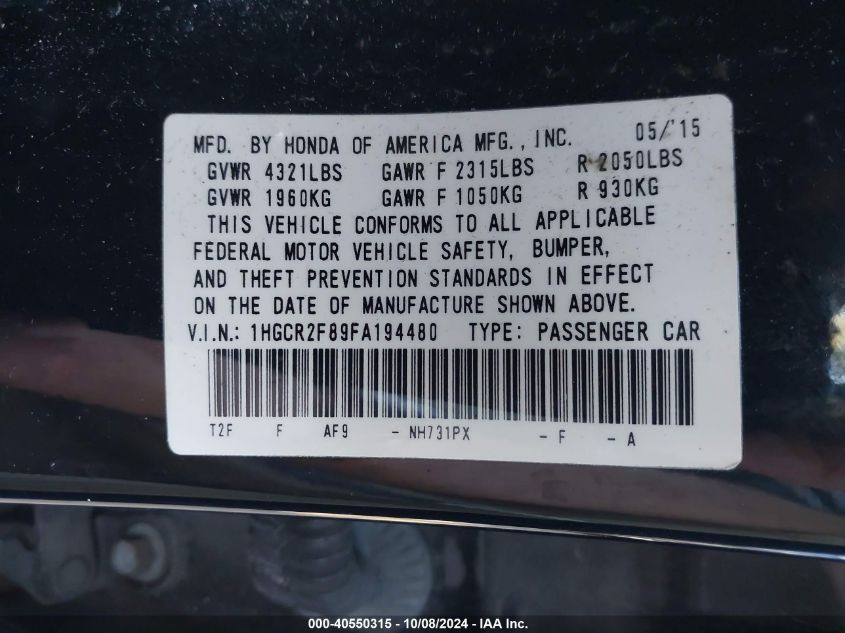 MFD. BY HONDA OF AMERICA MFG., INC. 05/'15
GVWR 4321LBS GAWR F 2315LBS R 2050LBS
GVWR 1960KG GAWR F 1050KG R 930KG
THIS VEHICLE CONFORMS TO ALL APPLICABLE
FEDERAL MOTOR VEHICLE SAFETY, BUMPER,
AND THEFT PREVENTION STANDARDS IN EFFECT
ON THE DATE OF MANUFACTURE SHOWN ABOVE.
V.I.N.: 1HGCR2F89FA194480 TYPE: PASSENGER CAR
T2F F AF9 - NH731PX - F - A
000-40550315 - 10/08/2024 - IAA Inc.